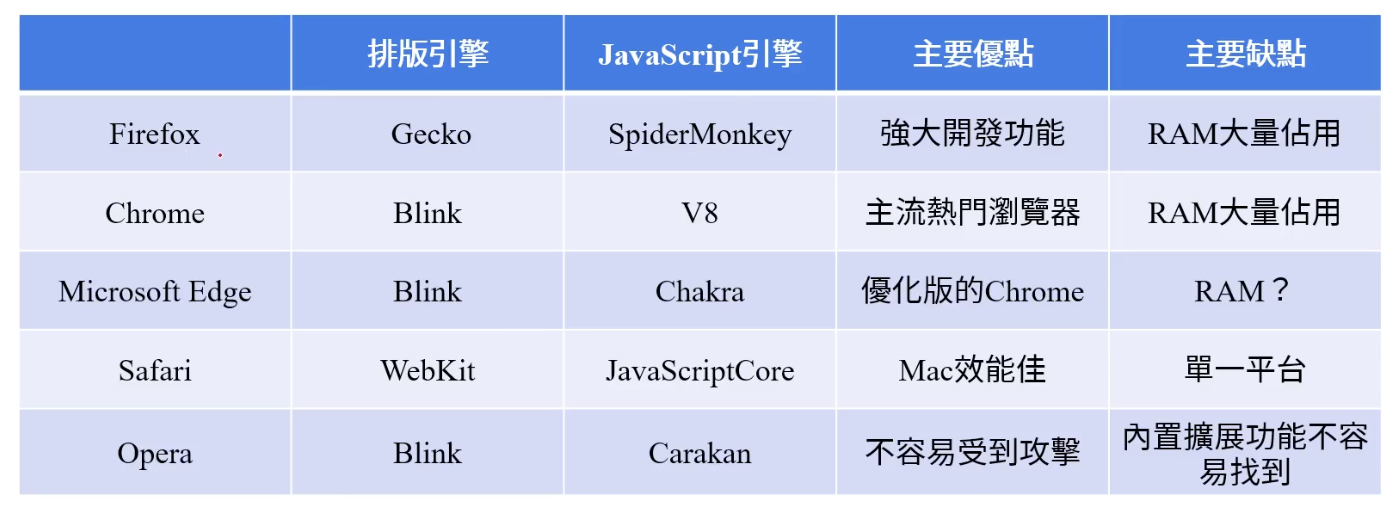 排版引擎 JavaScript引擎 主要優點 主要缺點
Firefox Gecko SpiderMonkey 強大開發功能 RAM大量佔用
Chrome Blink V8 主流熱門瀏覽器 RAM大量佔用
Microsoft Edge Blink Chakra 優化版的Chrome RAM？
Safari WebKit JavaScriptCore Mac效能佳 單一平台
Opera Blink Carakan 不容易受到攻擊 內置擴展功能不容
易找到